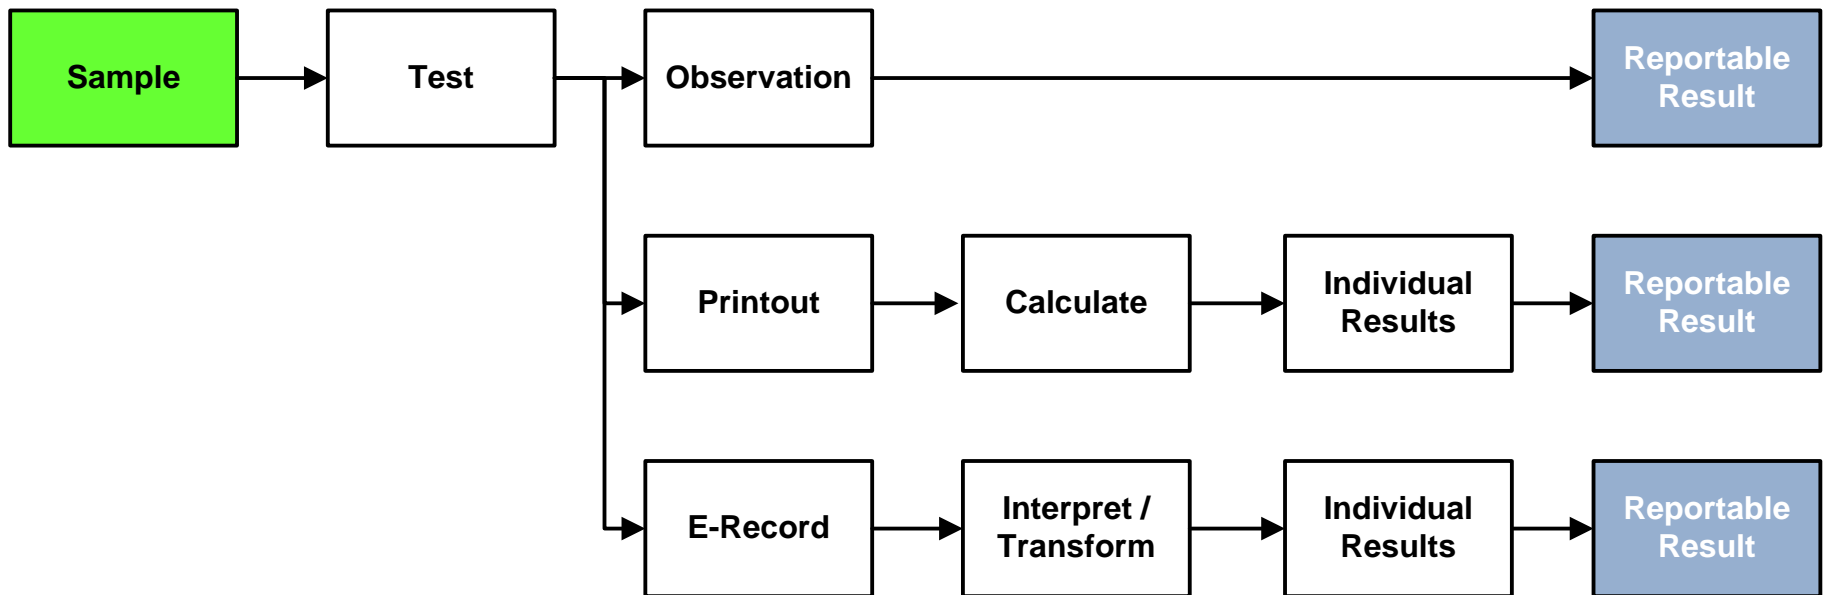 Sample
Test
Observation
Reportable
Result
Printout
Calculate
Individual
Results
Reportable
Result
E-Record
Interpret /
Transform
Individual
Results
Reportable
Result